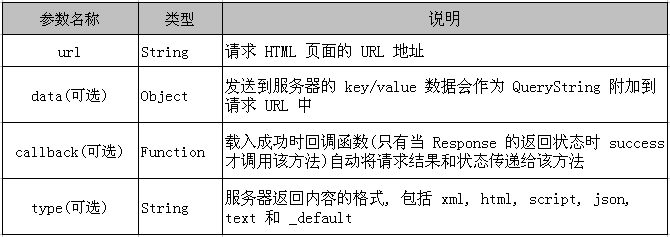 参数名称 类型 说明
url String 请求 HTML 页面的 URL 地址
data(可选) Object 发送到服务器的 key/value 数据会作为 QueryString 附加到
请求 URL 中
callback(可选) Function 载入成功时回调函数(只有当 Response 的返回状态时 success
才调用该方法)自动将请求结果和状态传递给该方法
type(可选) String 服务器返回内容的格式, 包括 xml, html, script, json,
text 和 _default